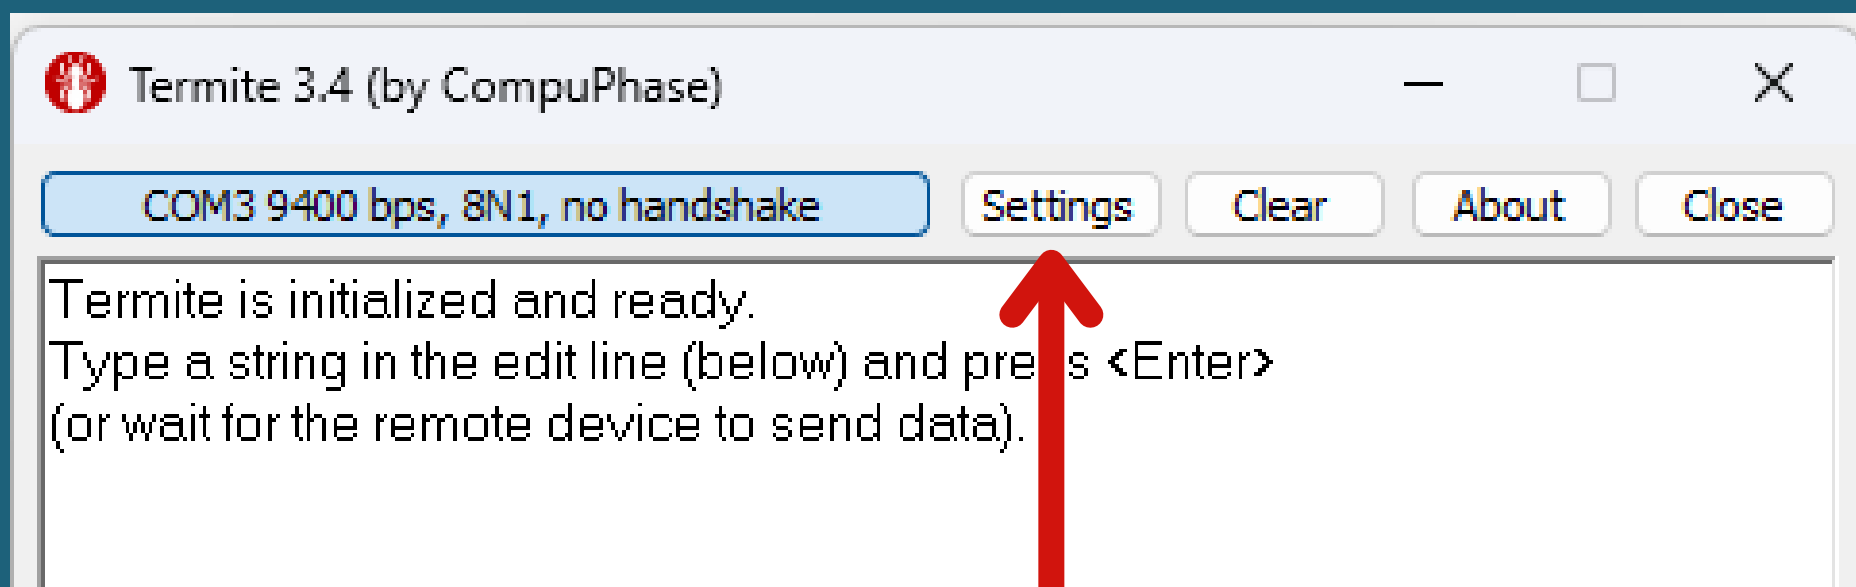 Termite 3.4 (by CompuPhase)
COM3 9400 bps, 8N1, no handshake Settings Clear About Close
Termite is initialized and ready.
Type a string in the edit line (below) and press <Enter>
(or wait for the remote device to send data).